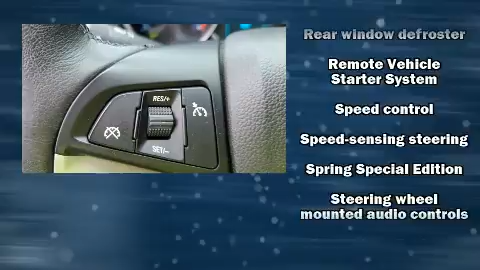 RES/+
SET/-
Rear window defroster
Remote Vehicle
Starter System
Speed control
Speed-sensing steering
Spring Special Edition
Steering wheel
mounted audio controls